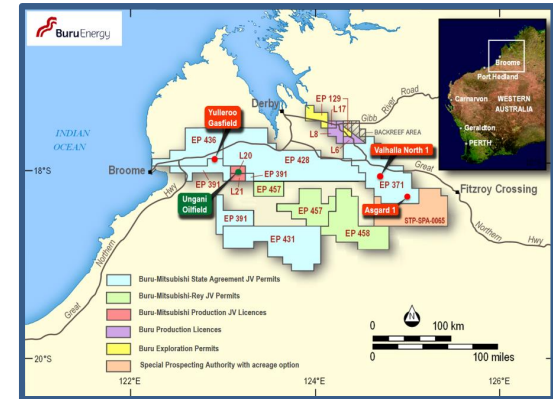 BuruEnergy
Broome
Port Hedland
Carnarvon
WESTERN
AUSTRALIA
Geraldton
PERTH
INDIAN
OCEAN
18°S
20°S
122°E
124°E
126°E
Derby
Broome
Fitzroy Crossing
Gibb
River
Road
Great
Northern
Hwy
Great
Northern
Hwy
BACKREEF AREA
Yulleroo
Gasfield
Ungani
Oilfield
Valhalla North 1
Asgard 1
EP 129
L17
L8
L6
EP 436
L20
EP 428
EP 391
L21
EP 391
EP 457
EP 371
EP 391
EP 457
EP 431
EP 458
STP-SPA-0065
Buru-Mitsubishi State Agreement JV Permits
Buru-Mitsubishi-Rey JV Permits
Buru-Mitsubishi Production JV Licences
Buru Production Licences
Buru Exploration Permits
Special Prospecting Authority with acreage option
N
0 100 km
0 100 miles